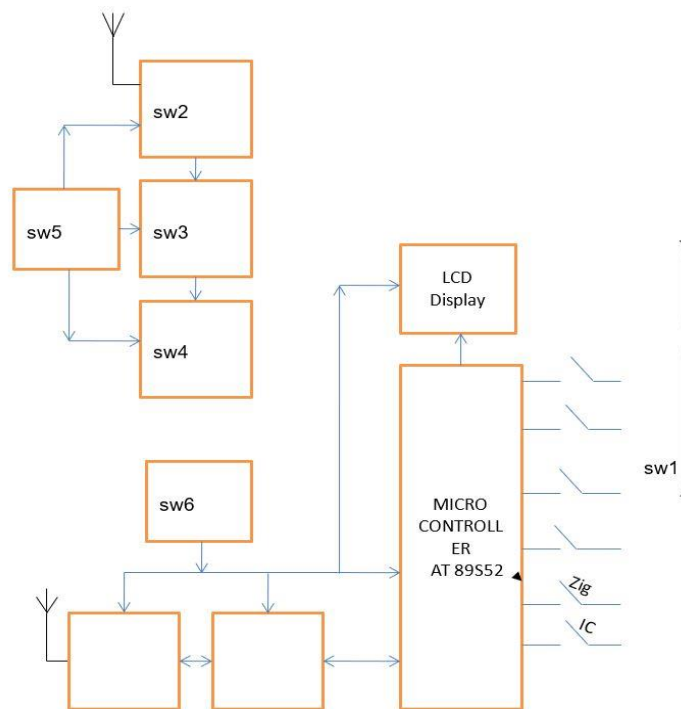 sw2
sw5
sw3
sw4
LCD
Display
sw1
sw6
MICRO
CONTROLL
ER
AT 89S52
Zig
IC